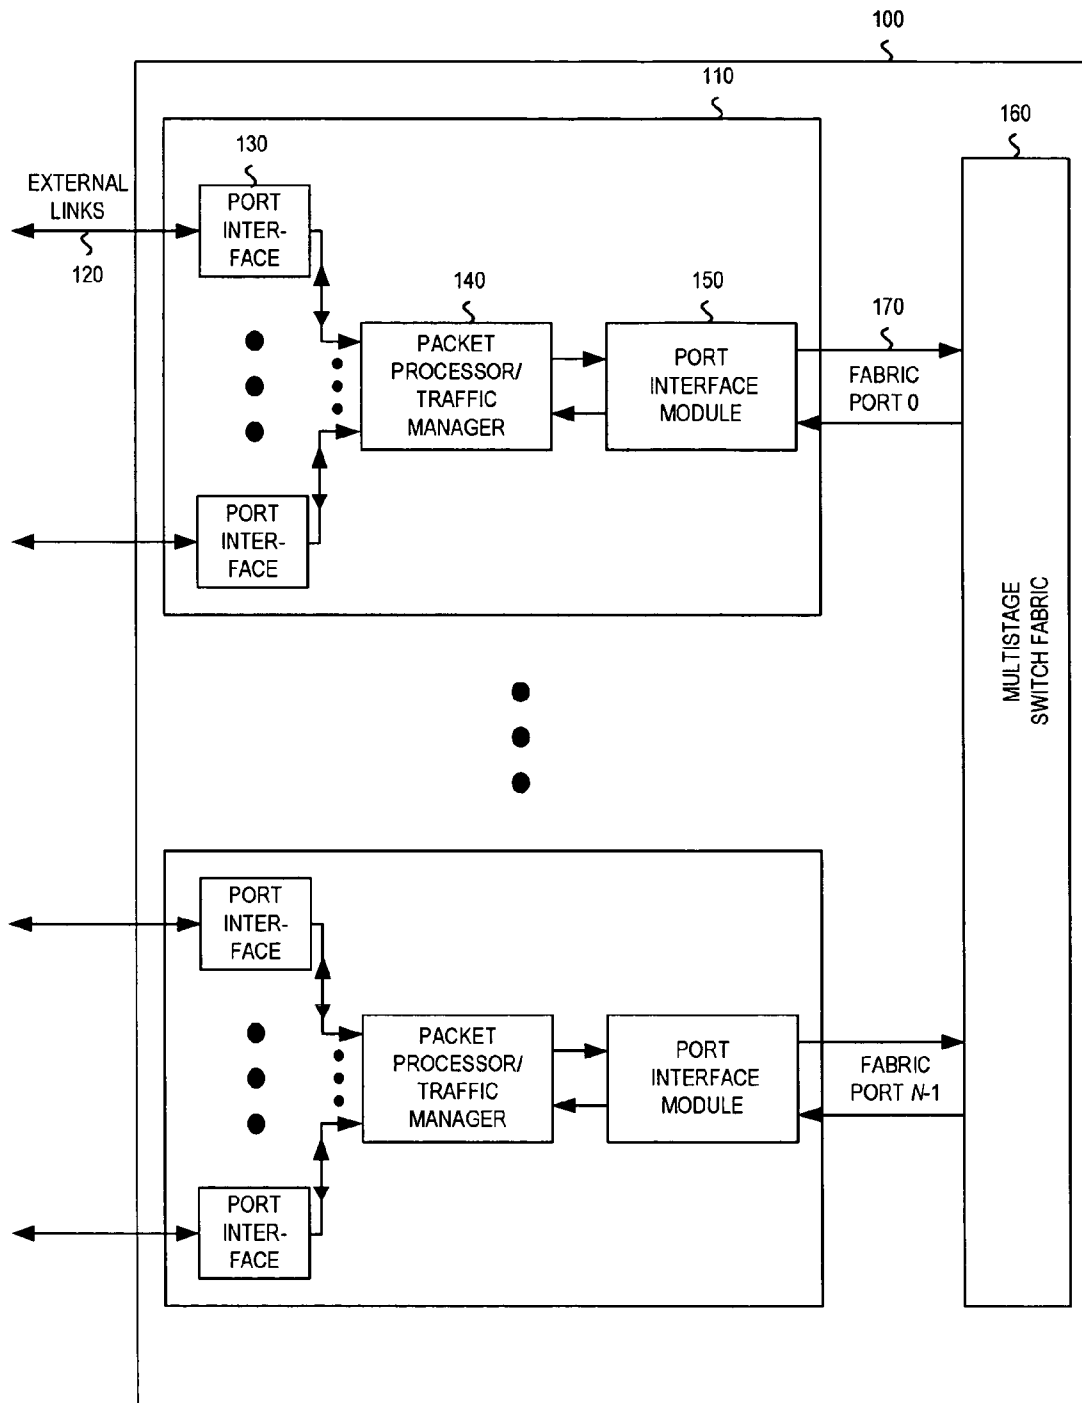 100
110
160
130
EXTERNAL
LINKS
120
PORT
INTER-
FACE
140
150
170
PACKET
PROCESSOR/
TRAFFIC
MANAGER
PORT
INTERFACE
MODULE
FABRIC
PORT 0
PORT
INTER-
FACE
MULTISTAGE
SWITCH FABRIC
PORT
INTER-
FACE
PACKET
PROCESSOR/
TRAFFIC
MANAGER
PORT
INTERFACE
MODULE
FABRIC
PORT N-1
PORT
INTER-
FACE